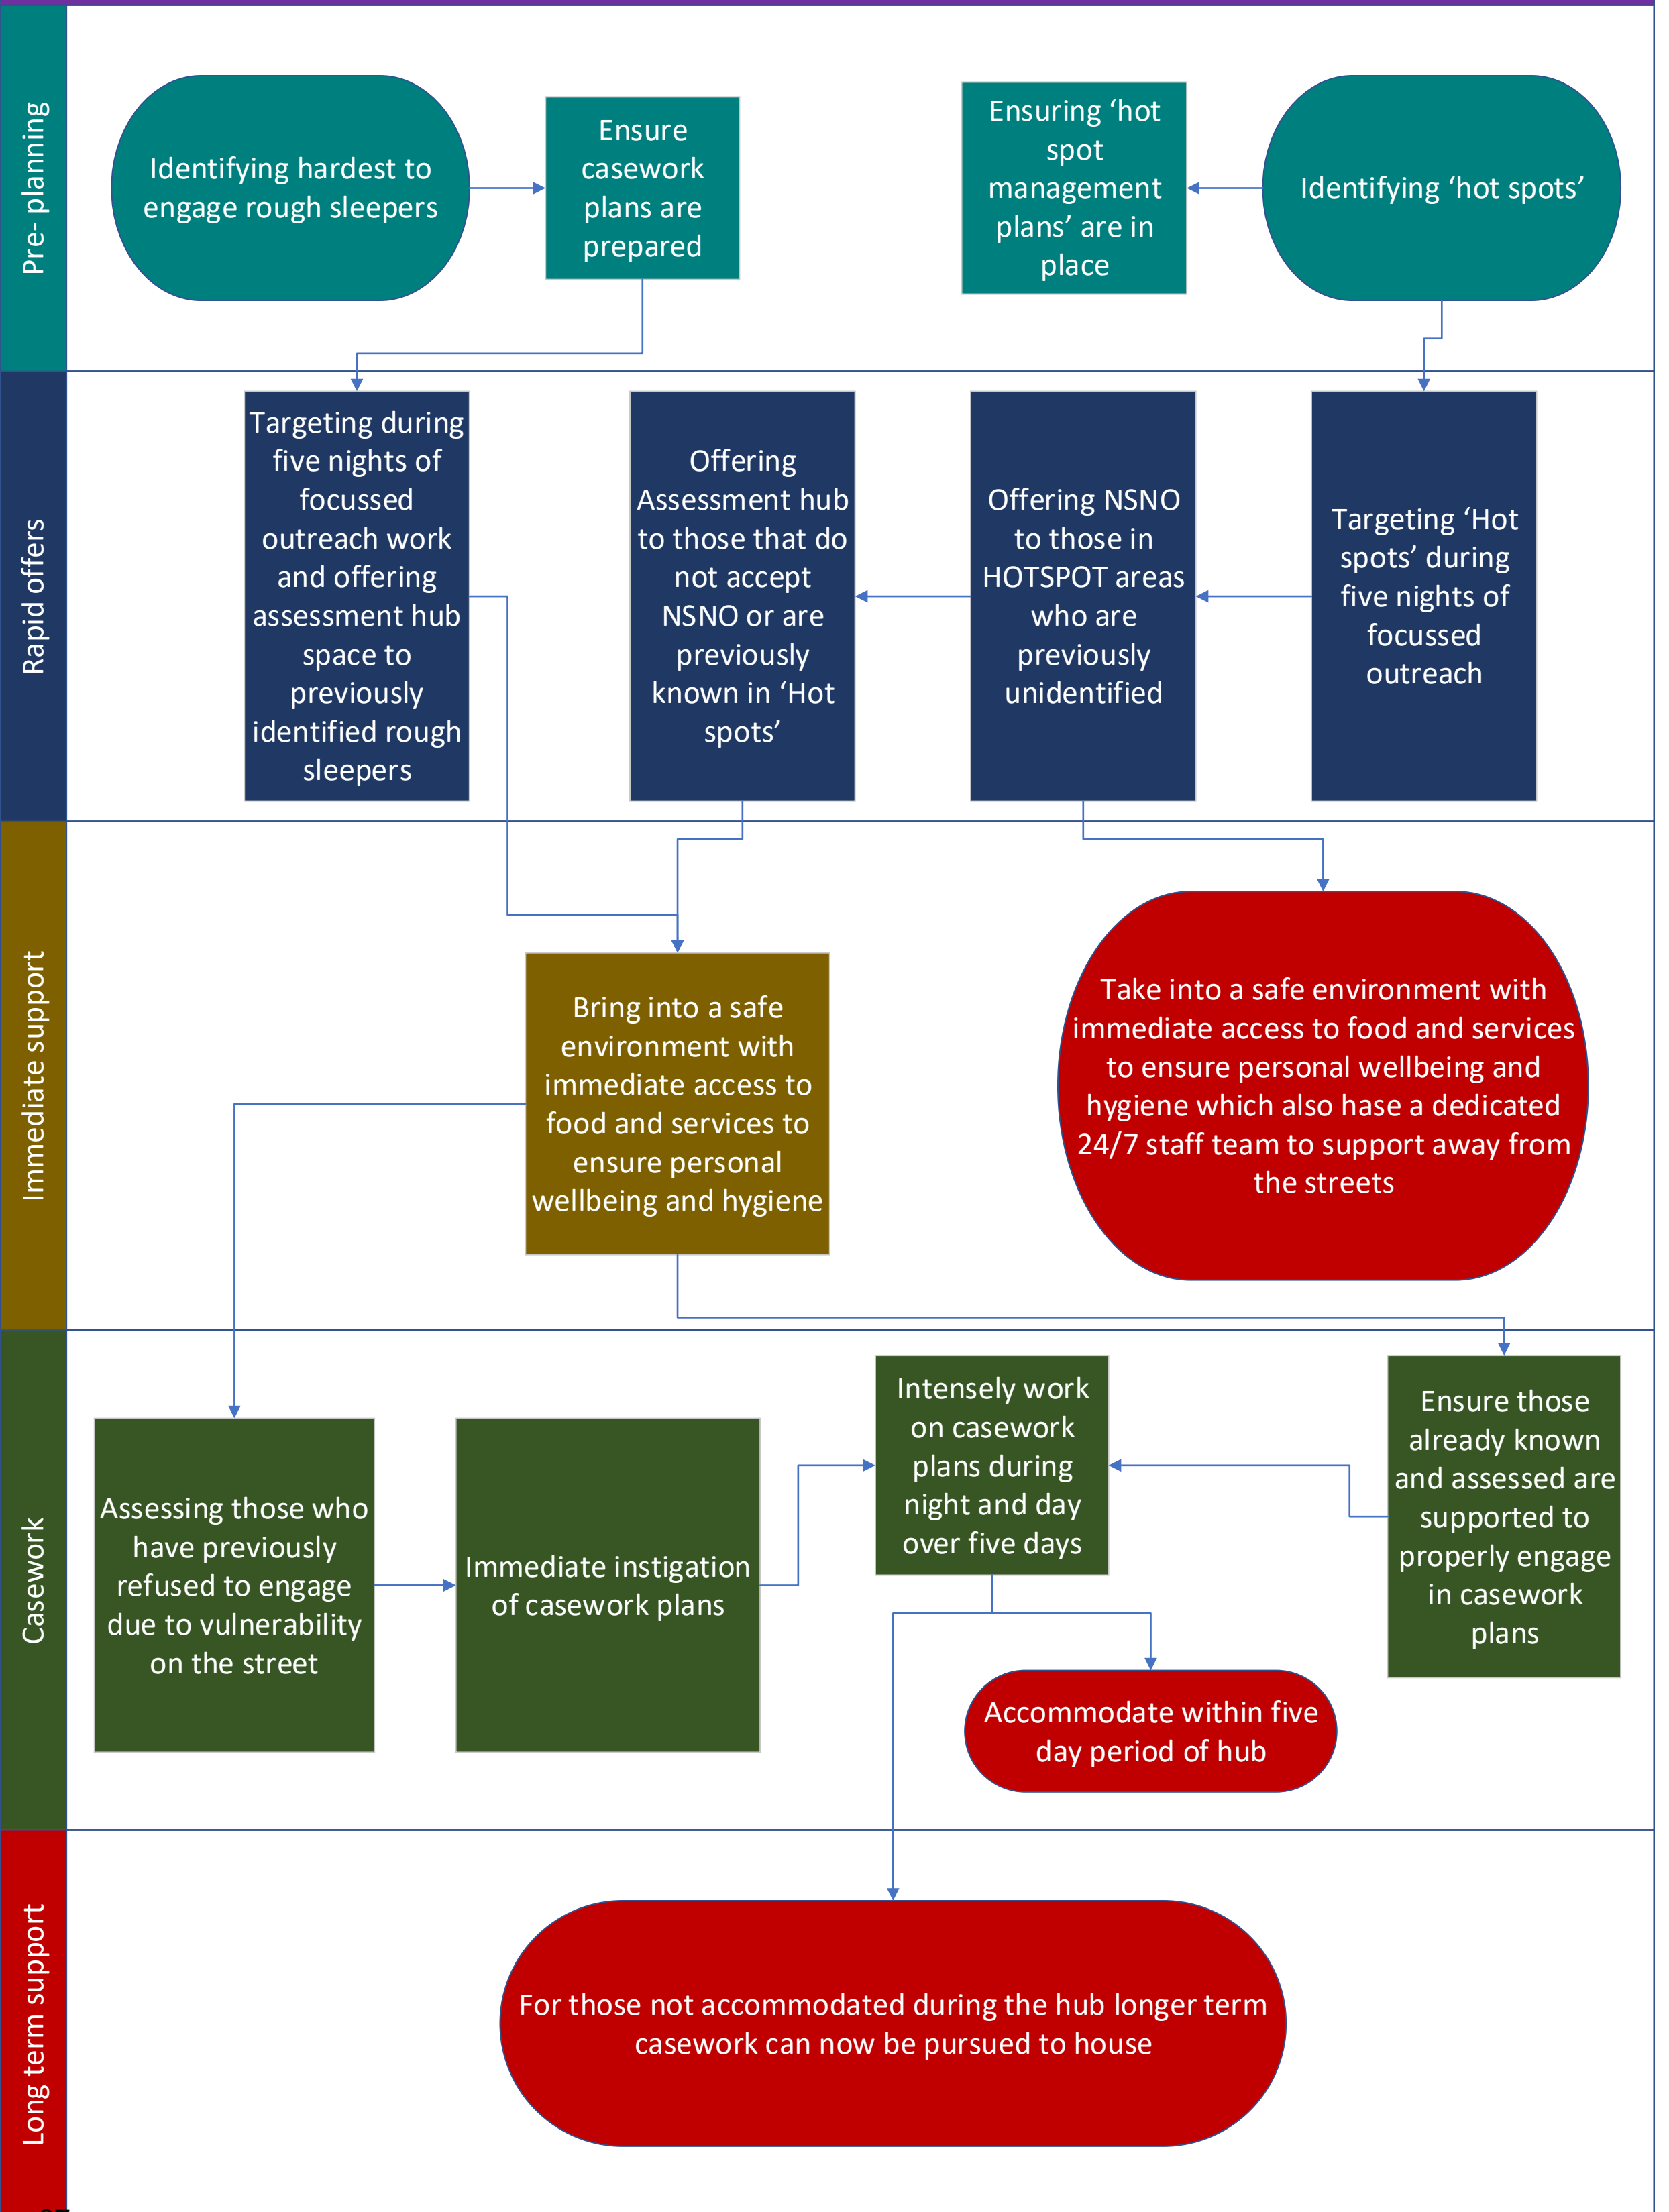 Pre- planning
Identifying hardest to
engage rough sleepers
Ensure
casework
plans are
prepared
Ensuring ‘hot
spot
management
plans’ are in
place
Identifying ‘hot spots’
Rapid offers
Targeting during
five nights of
focussed
outreach work
and offering
assessment hub
space to
previously
identified rough
sleepers
Offering
Assessment hub
to those that do
not accept
NSNO or are
previously
known in ‘Hot
spots’
Offering NSNO
to those in
HOTSPOT areas
who are
previously
unidentified
Targeting ‘Hot
spots’ during
five nights of
focussed
outreach
Immediate support
Bring into a safe
environment with
immediate access to
food and services to
ensure personal
wellbeing and hygiene
Take into a safe environment with
immediate access to food and services
to ensure personal wellbeing and
hygiene which also hase a dedicated
24/7 staff team to support away from
the streets
Casework
Assessing those who
have previously
refused to engage
due to vulnerability
on the street
Immediate instigation
of casework plans
Intensely work
on casework
plans during
night and day
over five days
Ensure those
already known
and assessed are
supported to
properly engage
in casework
plans
Accommodate within five
day period of hub
Long term support
For those not accommodated during the hub longer term
casework can now be pursued to house